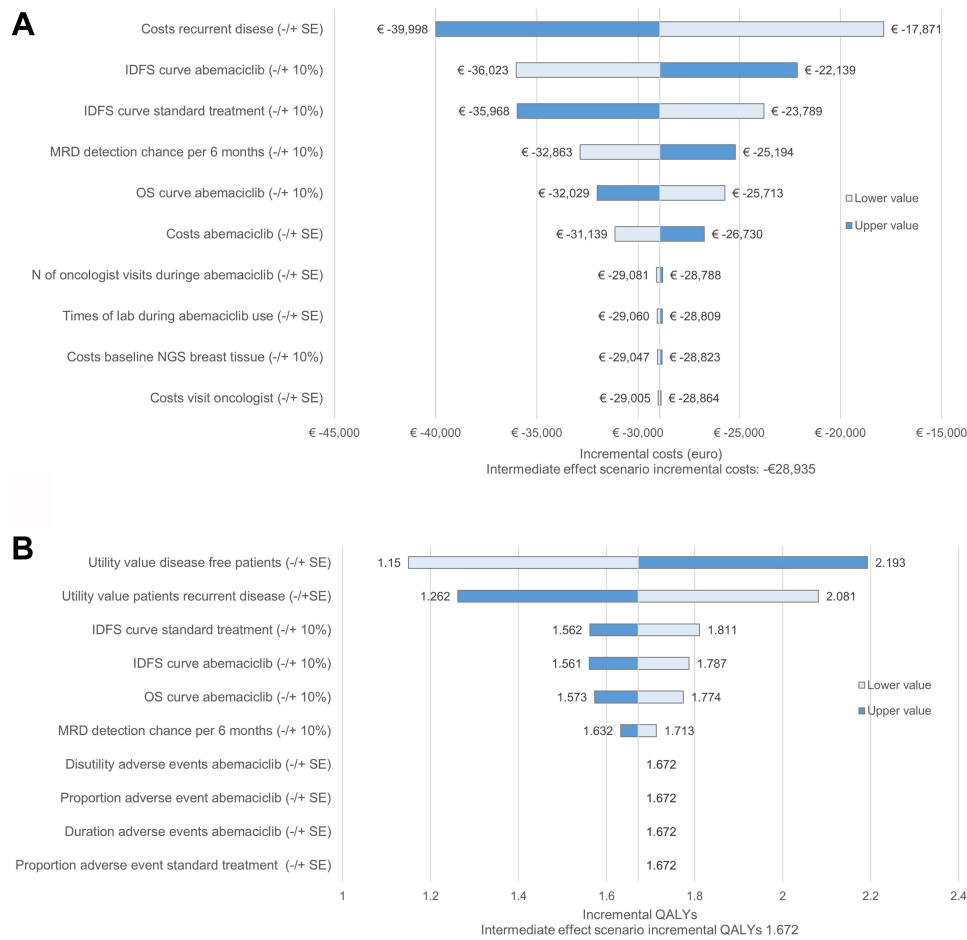 A
Costs recurrent disese (-/+ SE)
€ -39,998
€ -17,871
IDFS curve abemaciclib (-/+ 10%)
€ -36,023
€ -22,139
IDFS curve standard treatment (-/+ 10%)
€ -35,968
€ -23,789
MRD detection chance per 6 months (-/+ 10%)
€ -32,863
€ -25,194
OS curve abemaciclib (-/+ 10%)
€ -32,029
€ -25,713
Lower value
Upper value
Costs abemaciclib (-/+ SE)
€ -31,139
€ -26,730
N of oncologist visits duringe abemaciclib (-/+ SE)
€ -29,081
€ -28,788
Times of lab during abemaciclib use (-/+ SE)
€ -29,060
€ -28,809
Costs baseline NGS breast tissue (-/+ 10%)
€ -29,047
€ -28,823
Costs visit oncologist (-/+ SE)
€ -29,005
€ -28,864
€ -45,000
€ -40,000
€ -35,000
€ -30,000
€ -25,000
€ -20,000
€ -15,000
Incremental costs (euro)
Intermediate effect scenario incremental costs: -€28,935
B
Utility value disease free patients (-/+ SE)
1.15
2.193
Utility value patients recurrent disease (-/+SE)
1.262
2.081
IDFS curve standard treatment (-/+ 10%)
1.562
1.811
IDFS curve abemaciclib (-/+ 10%)
1.561
1.787
OS curve abemaciclib (-/+ 10%)
1.573
1.774
Lower value
Upper value
MRD detection chance per 6 months (-/+ 10%)
1.632
1.713
Disutility adverse events abemaciclib (-/+ SE)
1.672
Proportion adverse event abemaciclib (-/+ SE)
1.672
Duration adverse events abemaciclib (-/+ SE)
1.672
Proportion adverse event standard treatment (-/+ SE)
1.672
1
1.2
1.4
1.6
1.8
2
2.2
2.4
Incremental QALYs
Intermediate effect scenario incremental QALYs 1.672